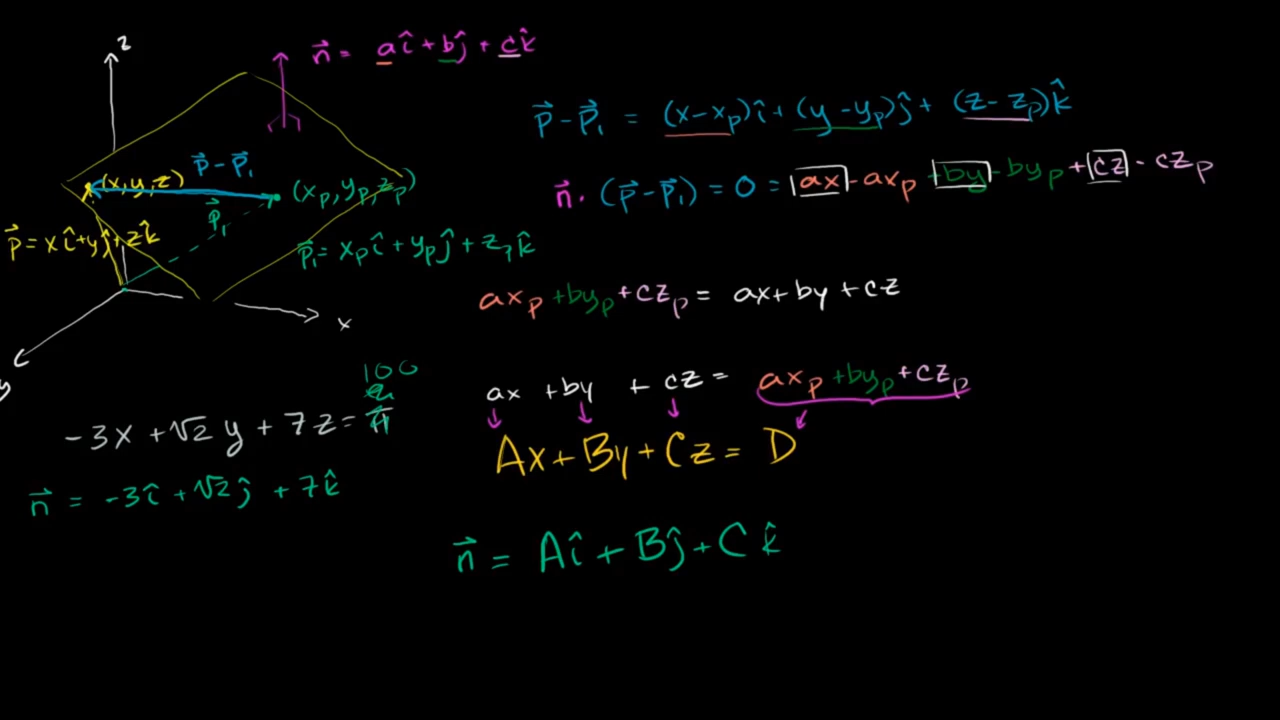 z
n⃗ = aî + bĵ + ck̂
p⃗ - p⃗₁ = (x-xₚ)î + (y-yₚ)ĵ + (z-zₚ)k̂
(x,y,z)
p⃗ - p⃗₁
(xₚ, yₚ, zₚ)
n⃗ · (p⃗ - p⃗₁) = 0 = ax - axₚ + by - byₚ + cz - czₚ
p⃗₁
p⃗ = xî + yĵ + zk̂
p⃗₁ = xₚî + yₚĵ + zₚk̂
axₚ + byₚ + czₚ = ax + by + cz
x
y
100
ax + by + cz = axₚ + byₚ + czₚ
-3x + √2 y + 7z = π
Ax + By + Cz = D
n⃗ = -3î + √2ĵ + 7k̂
n⃗ = Aî + Bĵ + Ck̂